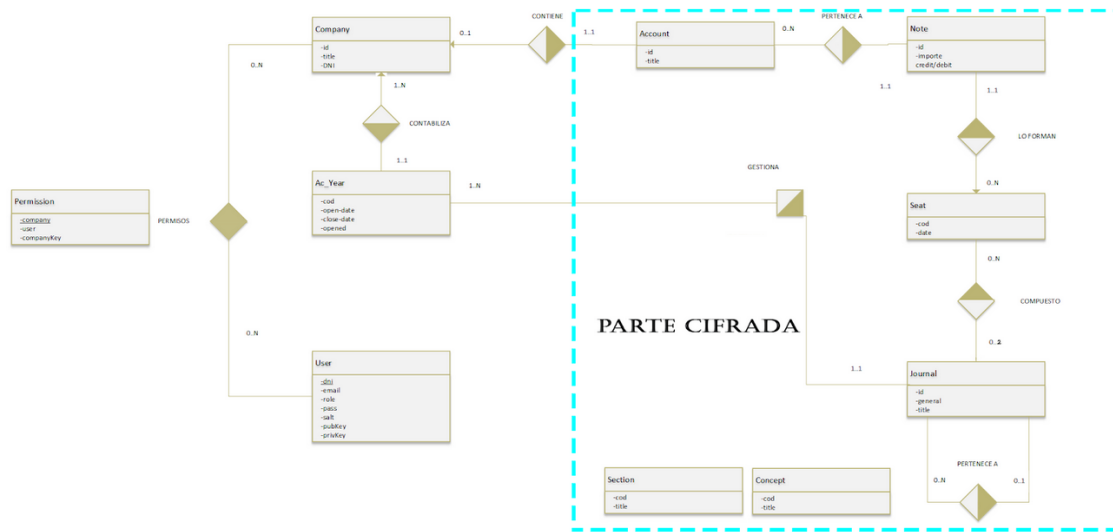 Company
-id
-title
-DNI
0..1
CONTIENE
1..1
Account
-id
-title
0..N
PERTENECE A
Note
-id
-importe
credit/debit
1..1
1..1
0..N
1..N
CONTABILIZA
1..1
LO FORMAN
0..N
GESTIONA
Ac_Year
-cod
-open-date
-close-date
-opened
1..N
Permission
-company
-user
-companyKey
PERMISOS
Seat
-cod
-date
0..N
COMPUESTO
PARTE CIFRADA
0..N
User
-dni
-email
-role
-pass
-salt
-pubKey
-privKey
1..1
Journal
-id
-general
-title
PERTENECE A
0..N
0..1
Section
-cod
-title
Concept
-cod
-title